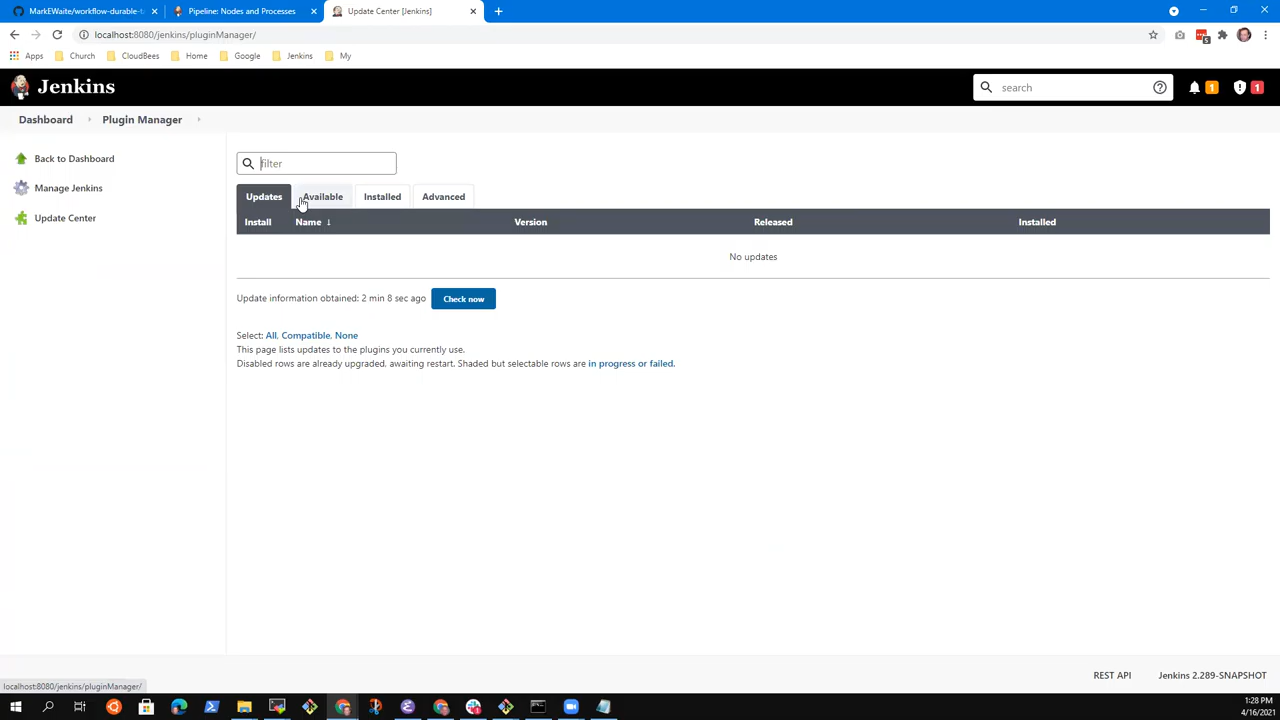 MarkEWaite/workflow-durable-ta
Pipeline: Nodes and Processes
Update Center [Jenkins]
localhost:8080/jenkins/pluginManager/
5
Apps
Church
CloudBees
Home
Google
Jenkins
My
Jenkins
search
1
1
Dashboard
Plugin Manager
Back to Dashboard
Manage Jenkins
Update Center
filter
Updates
Available
Installed
Advanced
Install
Name ↓
Version
Released
Installed
No updates
Update information obtained: 2 min 8 sec ago
Check now
Select: All, Compatible, None
This page lists updates to the plugins you currently use.
Disabled rows are already upgraded, awaiting restart. Shaded but selectable rows are in progress or failed.
REST API
Jenkins 2.289-SNAPSHOT
localhost:8080/jenkins/pluginManager/
1:28 PM
4/16/2021